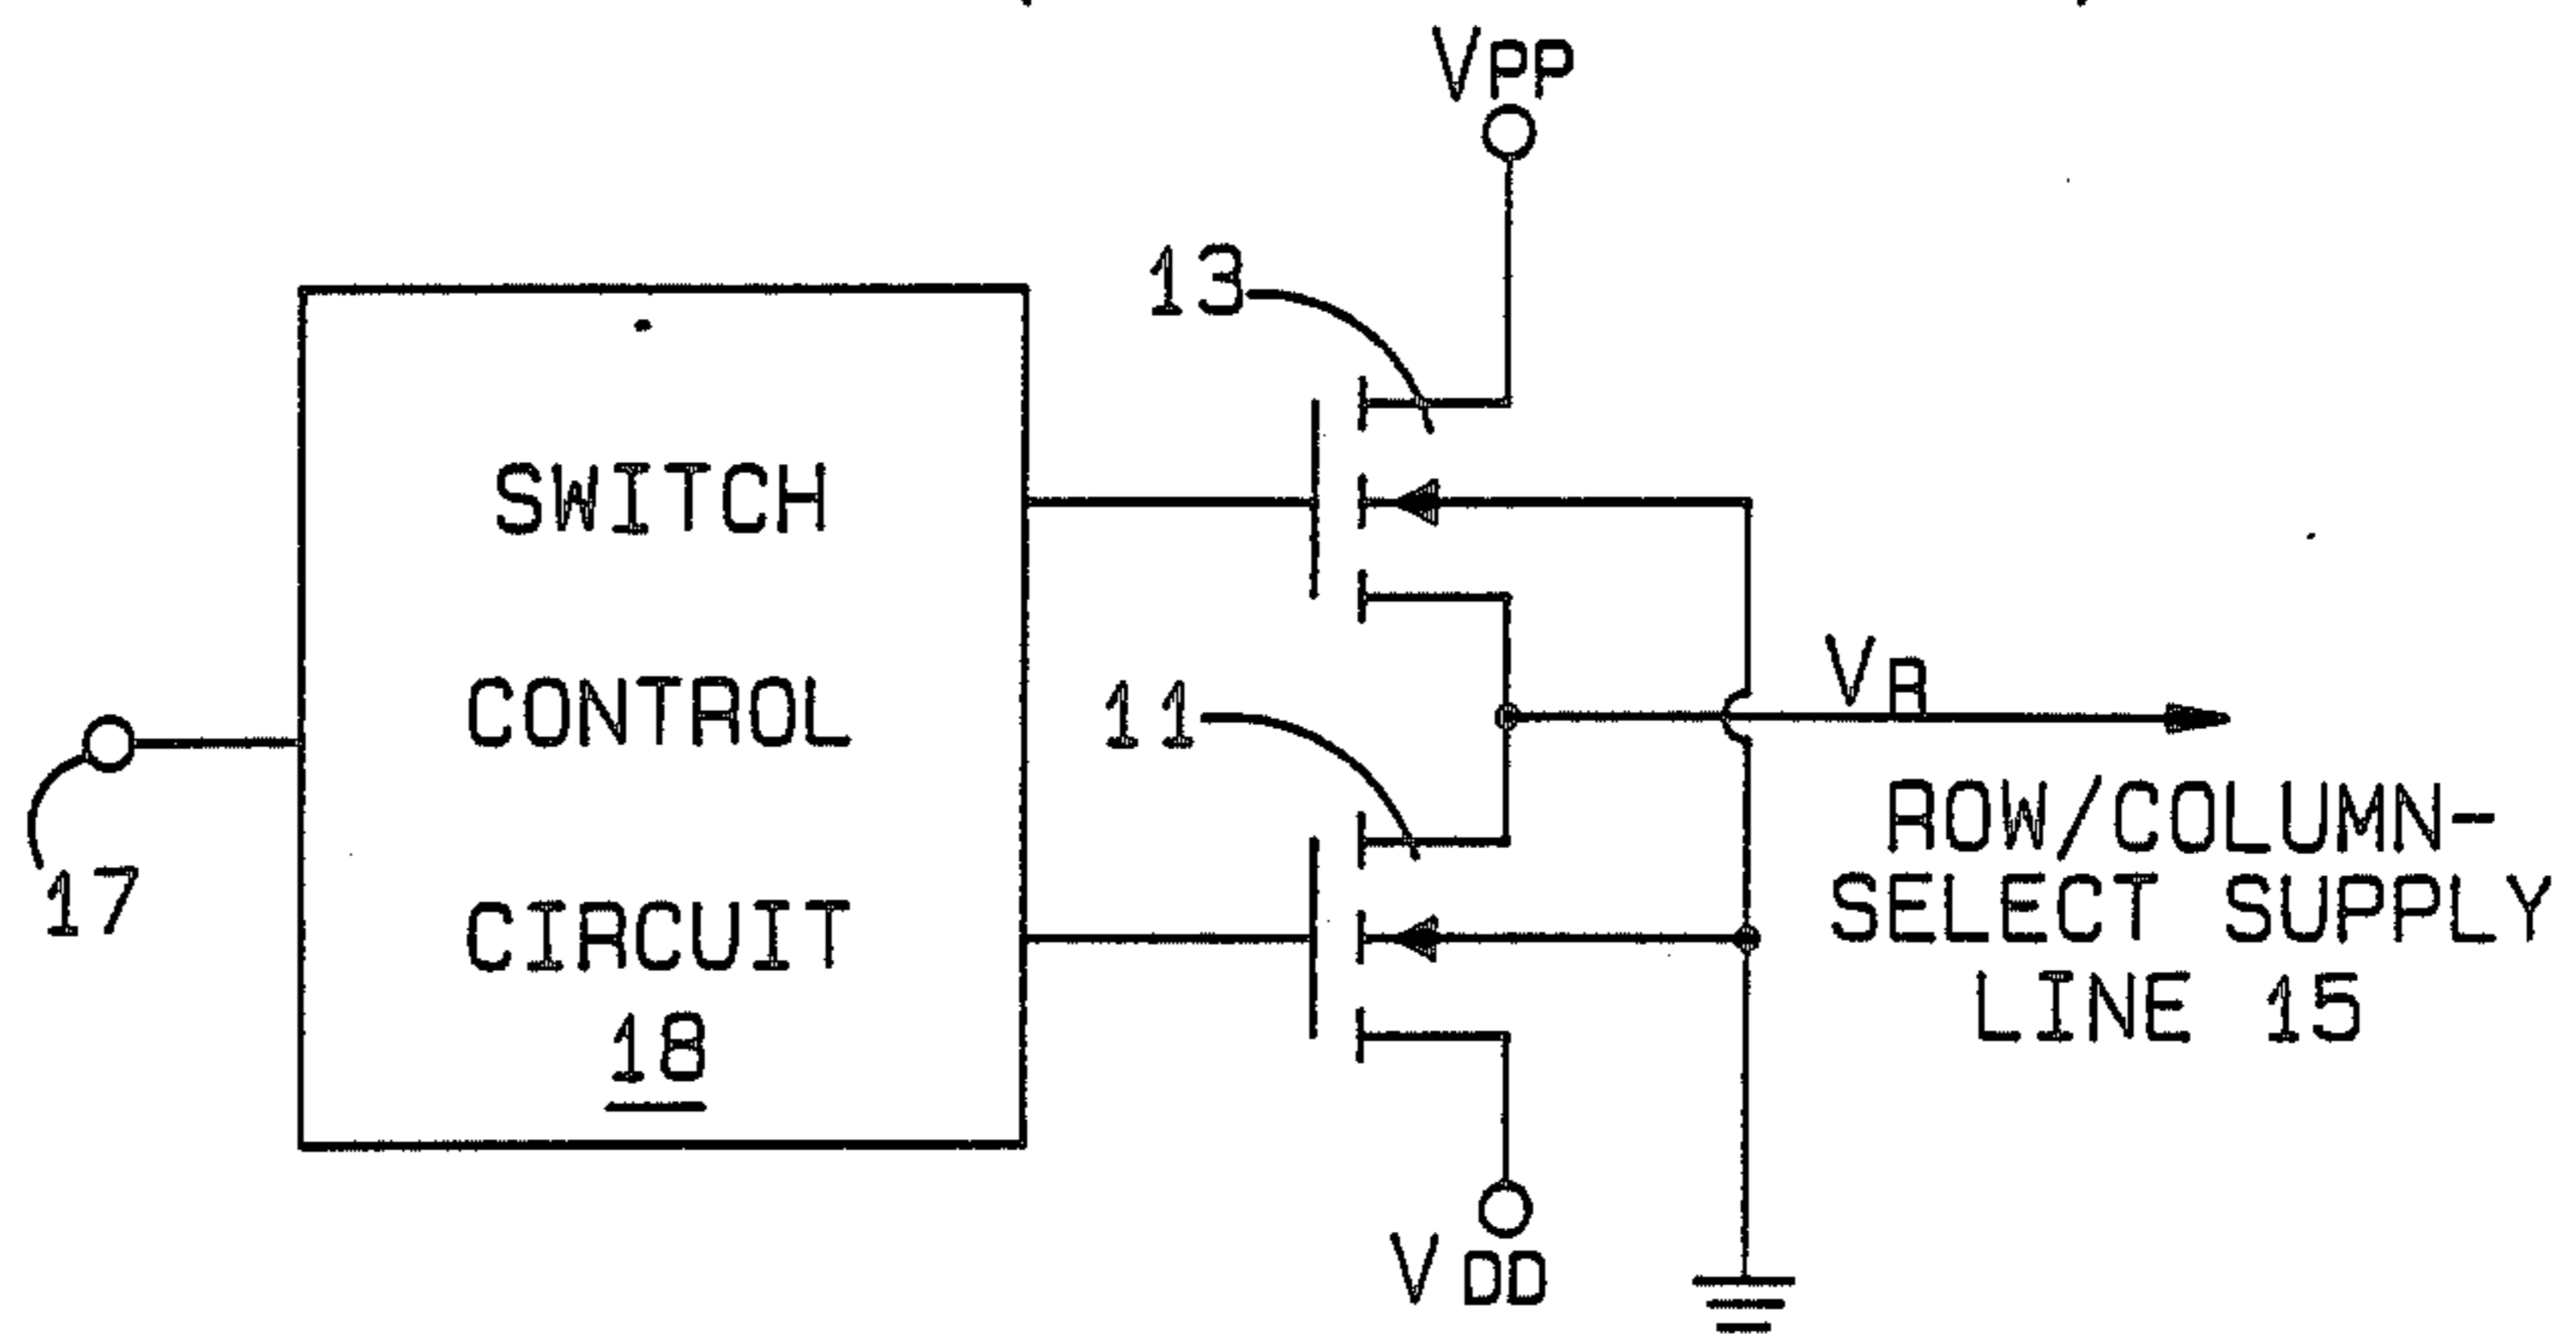 VPP
13
SWITCH
CONTROL
CIRCUIT
18
11
17
VR
ROW/COLUMN-
SELECT SUPPLY
LINE 15
VDD